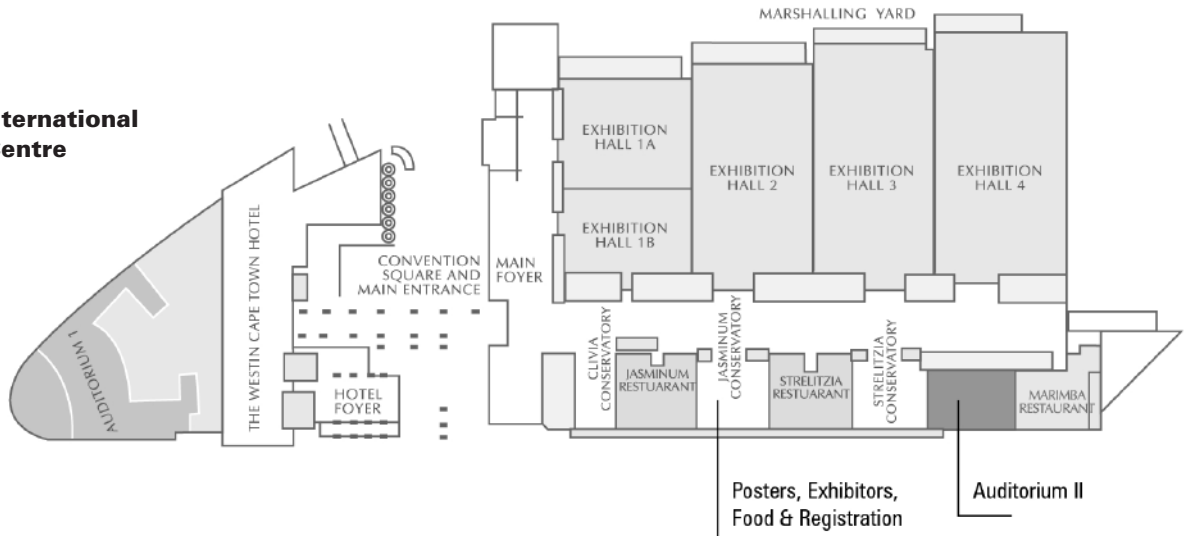 MARSHALLING YARD
ternational
entre
EXHIBITION
HALL 1A
EXHIBITION
HALL 2
EXHIBITION
HALL 3
EXHIBITION
HALL 4
EXHIBITION
HALL 1B
THE WESTIN CAPE TOWN HOTEL
CONVENTION
SQUARE AND
MAIN ENTRANCE
MAIN
FOYER
AUDITORIUM 1
HOTEL
FOYER
CLIVIA
CONSERVATORY
JASMINUM
RESTUARANT
JASMINUM
CONSERVATORY
STRELITZIA
RESTUARANT
STRELITZIA
CONSERVATORY
MARIMBA
RESTAURANT
Posters, Exhibitors,
Food & Registration
Auditorium II